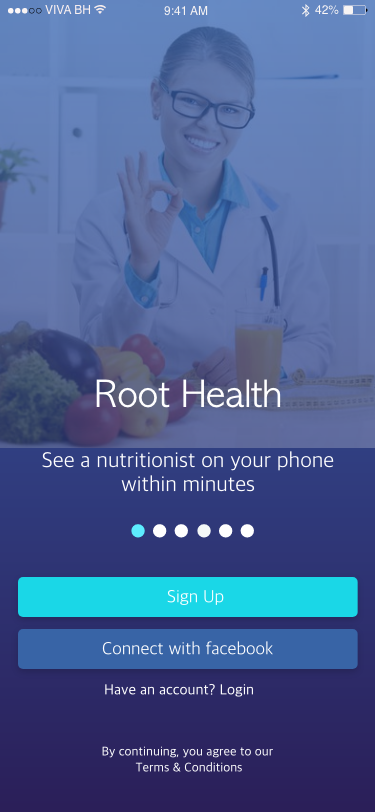 VIVA BH 9:41 AM 42%
Root Health
See a nutritionist on your phone
within minutes
Sign Up
Connect with facebook
Have an account? Login
By continuing, you agree to our
Terms & Conditions